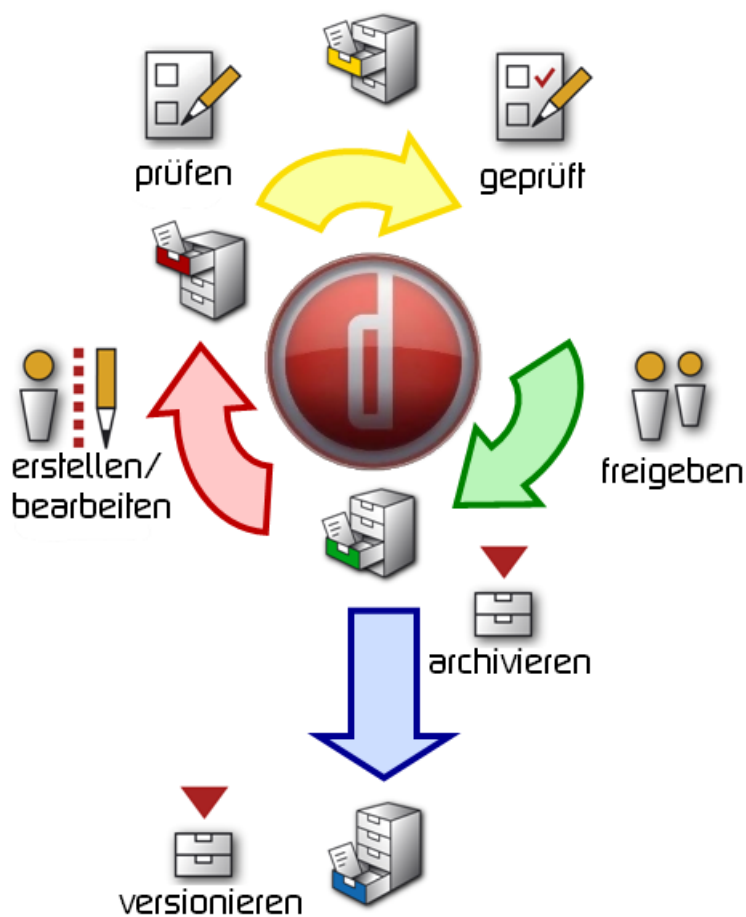 prüfen
geprüft
d
erstellen/
bearbeiten
freigeben
archivieren
versionieren